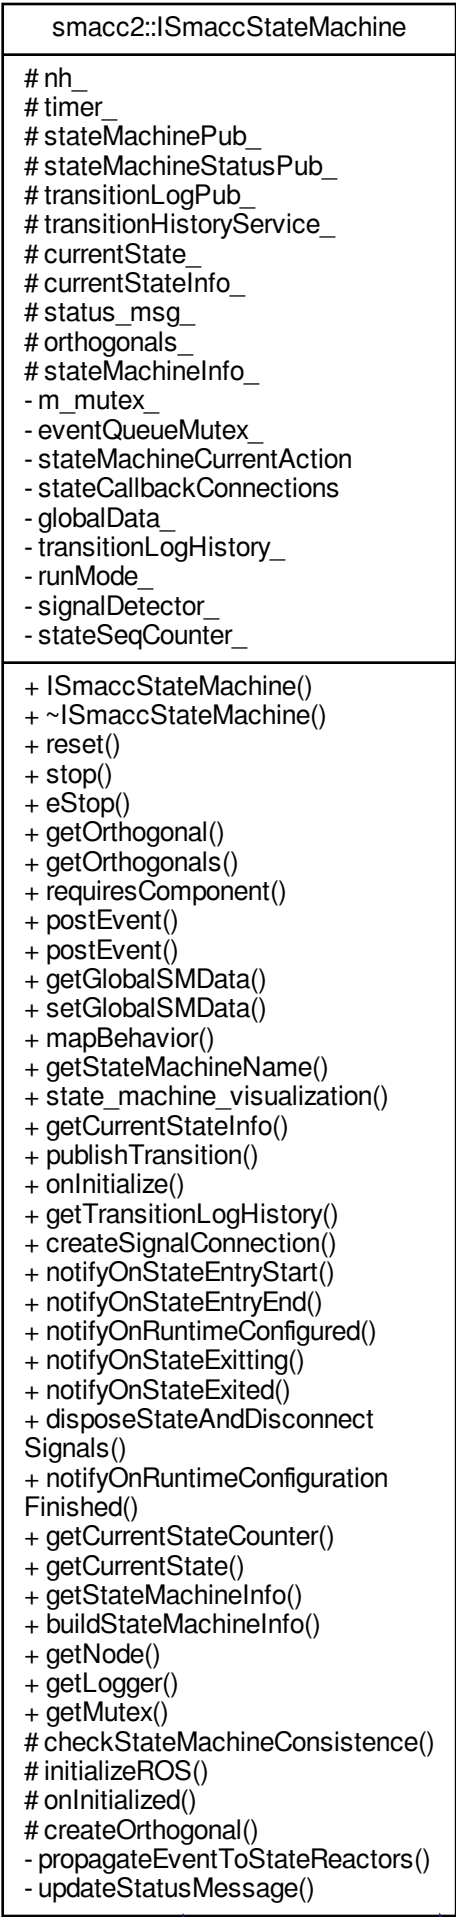 smacc2::ISmaccStateMachine
# nh_
# timer_
# stateMachinePub_
# stateMachineStatusPub_
# transitionLogPub_
# transitionHistoryService_
# currentState_
# currentStateInfo_
# status_msg_
# orthogonals_
# stateMachineInfo_
- m_mutex_
- eventQueueMutex_
- stateMachineCurrentAction
- stateCallbackConnections
- globalData_
- transitionLogHistory_
- runMode_
- signalDetector_
- stateSeqCounter_
+ ISmaccStateMachine()
+ ~ISmaccStateMachine()
+ reset()
+ stop()
+ eStop()
+ getOrthogonal()
+ getOrthogonals()
+ requiresComponent()
+ postEvent()
+ postEvent()
+ getGlobalSMData()
+ setGlobalSMData()
+ mapBehavior()
+ getStateMachineName()
+ state_machine_visualization()
+ getCurrentStateInfo()
+ publishTransition()
+ onInitialize()
+ getTransitionLogHistory()
+ createSignalConnection()
+ notifyOnStateEntryStart()
+ notifyOnStateEntryEnd()
+ notifyOnRuntimeConfigured()
+ notifyOnStateExitting()
+ notifyOnStateExited()
+ disposeStateAndDisconnect
Signals()
+ notifyOnRuntimeConfiguration
Finished()
+ getCurrentStateCounter()
+ getCurrentState()
+ getStateMachineInfo()
+ buildStateMachineInfo()
+ getNode()
+ getLogger()
+ getMutex()
# checkStateMachineConsistence()
# initializeROS()
# onInitialized()
# createOrthogonal()
- propagateEventToStateReactors()
- updateStatusMessage()